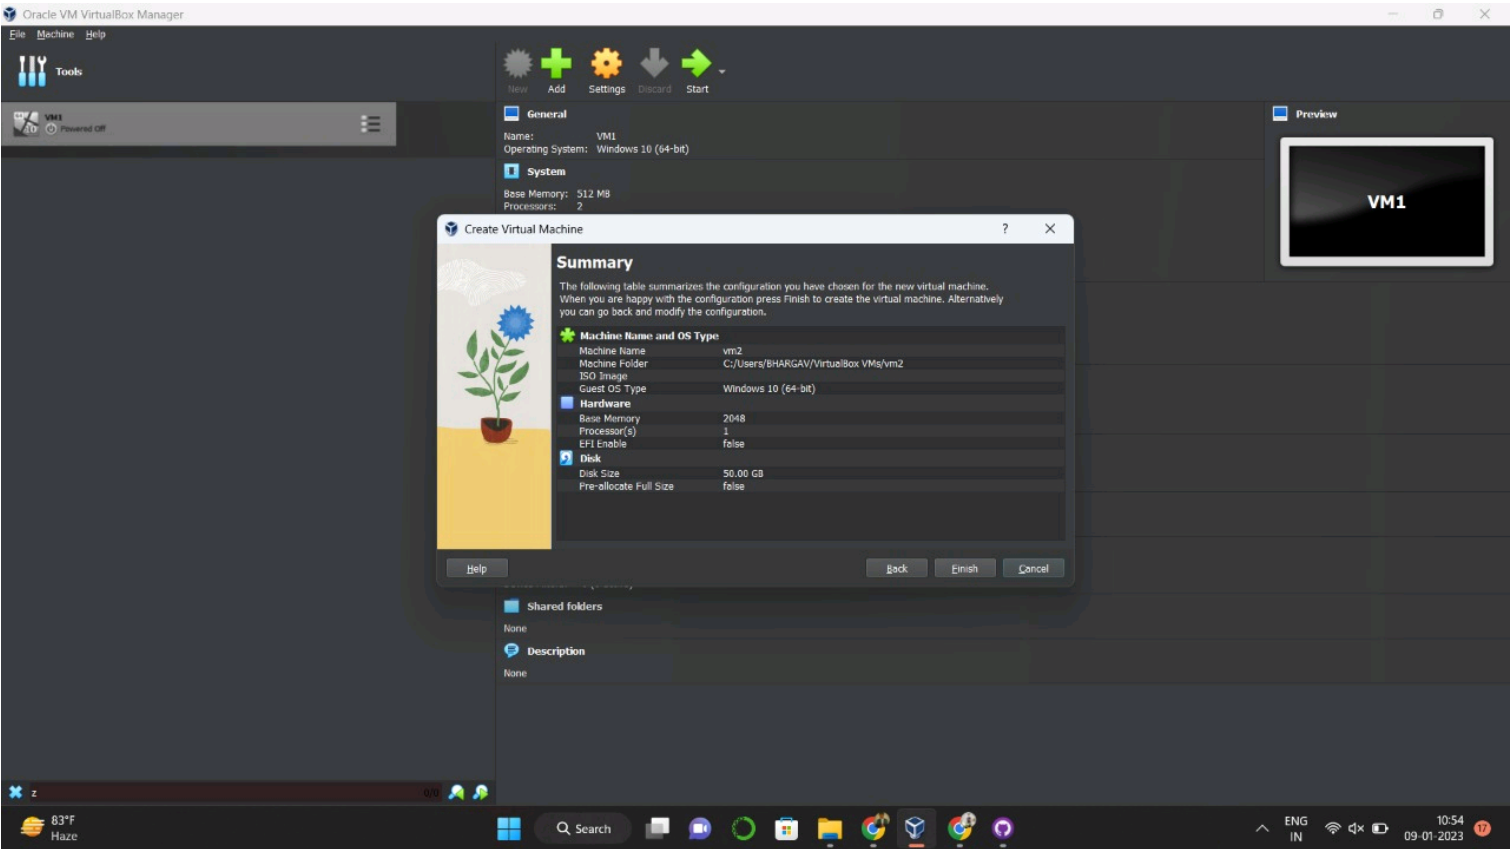 Oracle VM VirtualBox Manager
File Machine Help
Tools
New Add Settings Discard Start
VM1
Powered Off
General
Name: VM1
Operating System: Windows 10 (64-bit)
System
Base Memory: 512 MB
Processors: 2
Preview
VM1
Create Virtual Machine
Summary
The following table summarizes the configuration you have chosen for the new virtual machine.
When you are happy with the configuration press Finish to create the virtual machine. Alternatively
you can go back and modify the configuration.
Machine Name and OS Type
Machine Name vm2
Machine Folder C:/Users/BHARGAV/VirtualBox VMs/vm2
ISO Image
Guest OS Type Windows 10 (64-bit)
Hardware
Base Memory 2048
Processor(s) 1
EFI Enable false
Disk
Disk Size 50.00 GB
Pre-allocate Full Size false
Help Back Finish Cancel
Shared folders
None
Description
None
z 0/0
83°F
Haze
Search
ENG
IN
10:54
09-01-2023
17